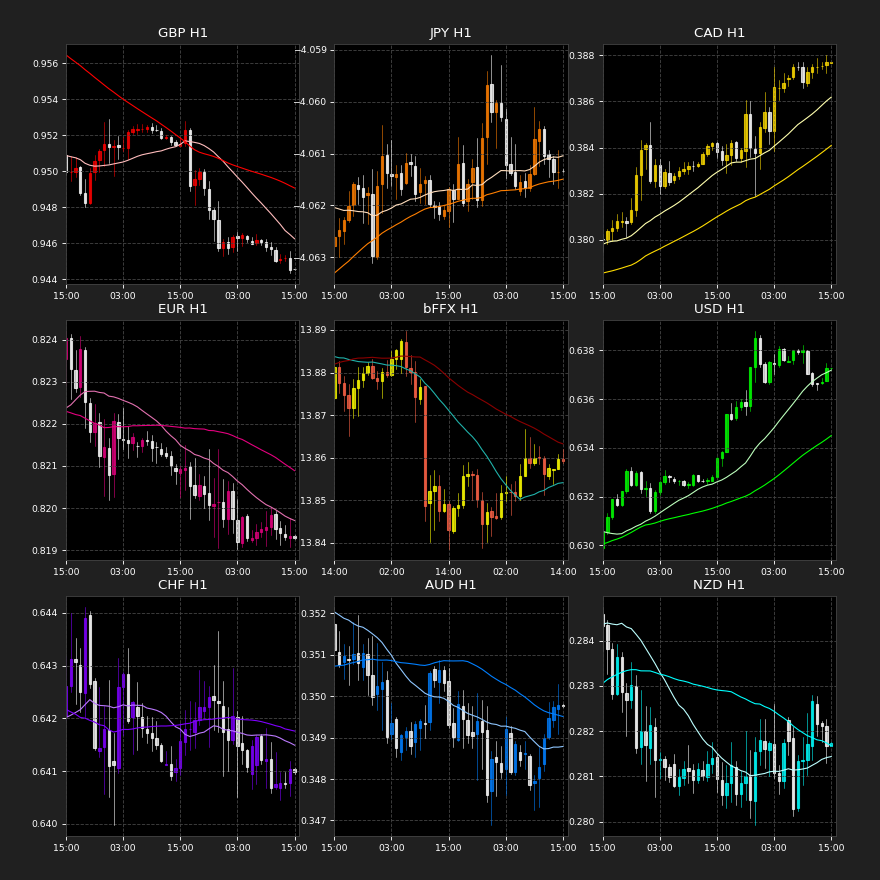 GBP H1
0.956
0.954
0.952
0.950
0.948
0.946
0.944
15:00 03:00 15:00 03:00 15:00
JPY H1
-4.059
-4.060
-4.061
-4.062
-4.063
15:00 03:00 15:00 03:00 15:00
CAD H1
0.388
0.386
0.384
0.382
0.380
15:00 03:00 15:00 03:00 15:00
EUR H1
0.824
0.823
0.822
0.821
0.820
0.819
15:00 03:00 15:00 03:00 15:00
bFFX H1
13.89
13.88
13.87
13.86
13.85
13.84
14:00 02:00 14:00 02:00 14:00
USD H1
0.638
0.636
0.634
0.632
0.630
15:00 03:00 15:00 03:00 15:00
CHF H1
0.644
0.643
0.642
0.641
0.640
15:00 03:00 15:00 03:00 15:00
AUD H1
0.352
0.351
0.350
0.349
0.348
0.347
15:00 03:00 15:00 03:00 15:00
NZD H1
0.284
0.283
0.282
0.281
0.280
15:00 03:00 15:00 03:00 15:00